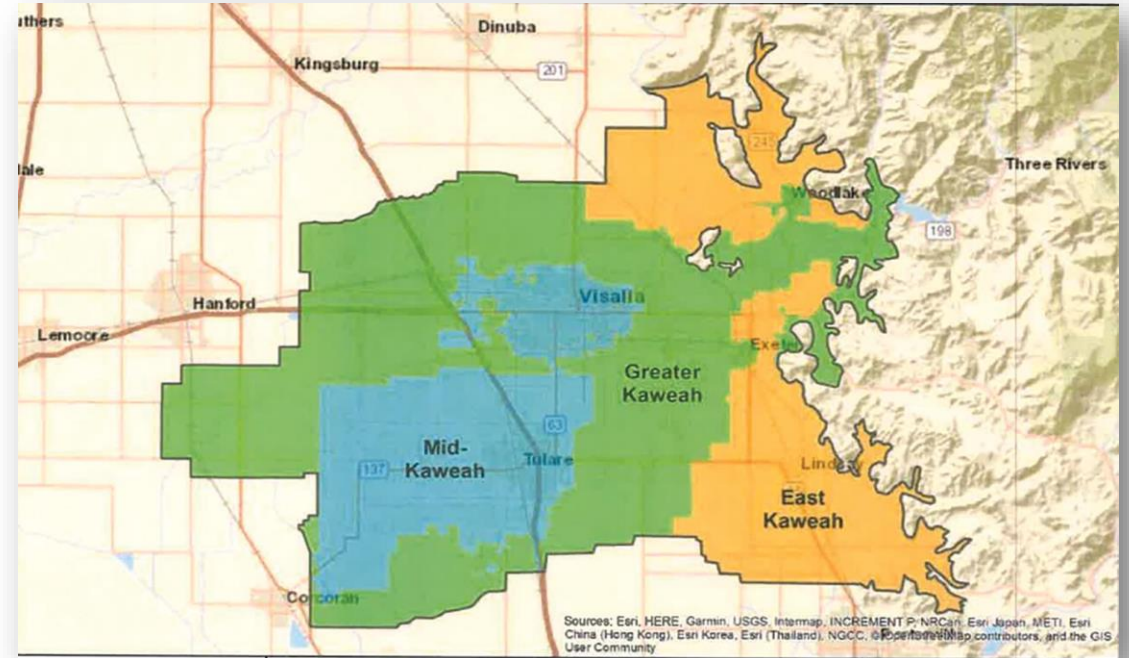 uthers
Dinuba
Kingsburg
201
245
Three Rivers
Woodlake
198
Hanford
Visalia
Lemoore
Exeter
Greater
Kaweah
63
Mid-
Kaweah
Tulare
137
Lindsay
East
Kaweah
Corcoran
Sources: Esri, HERE, Garmin, USGS, Intermap, INCREMENT P, NRCan, Esri Japan, METI, Esri
China (Hong Kong), Esri Korea, Esri (Thailand), NGCC, © OpenStreetMap contributors, and the GIS
User Community